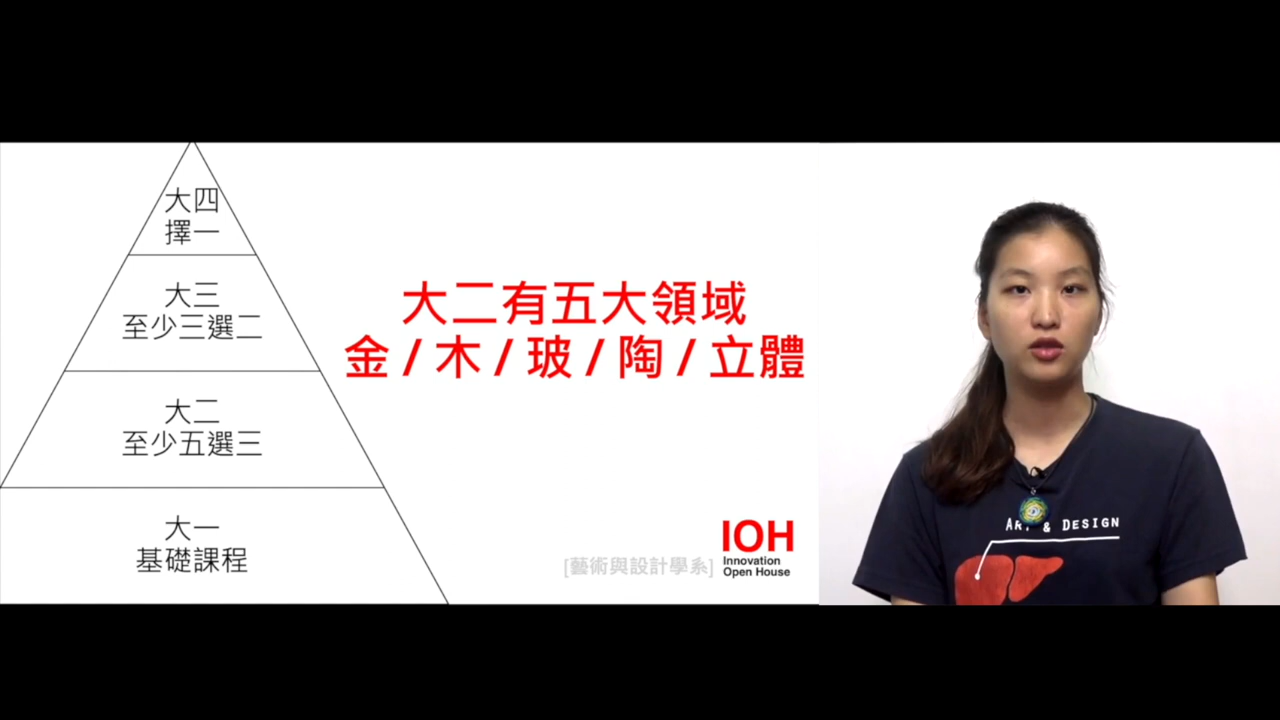 大四
擇一
大三
至少三選二
大二
至少五選三
大一
基礎課程
大二有五大領域
金 / 木 / 玻 / 陶 / 立體
[藝術與設計學系]
IOH
Innovation
Open House
ART & DESIGN